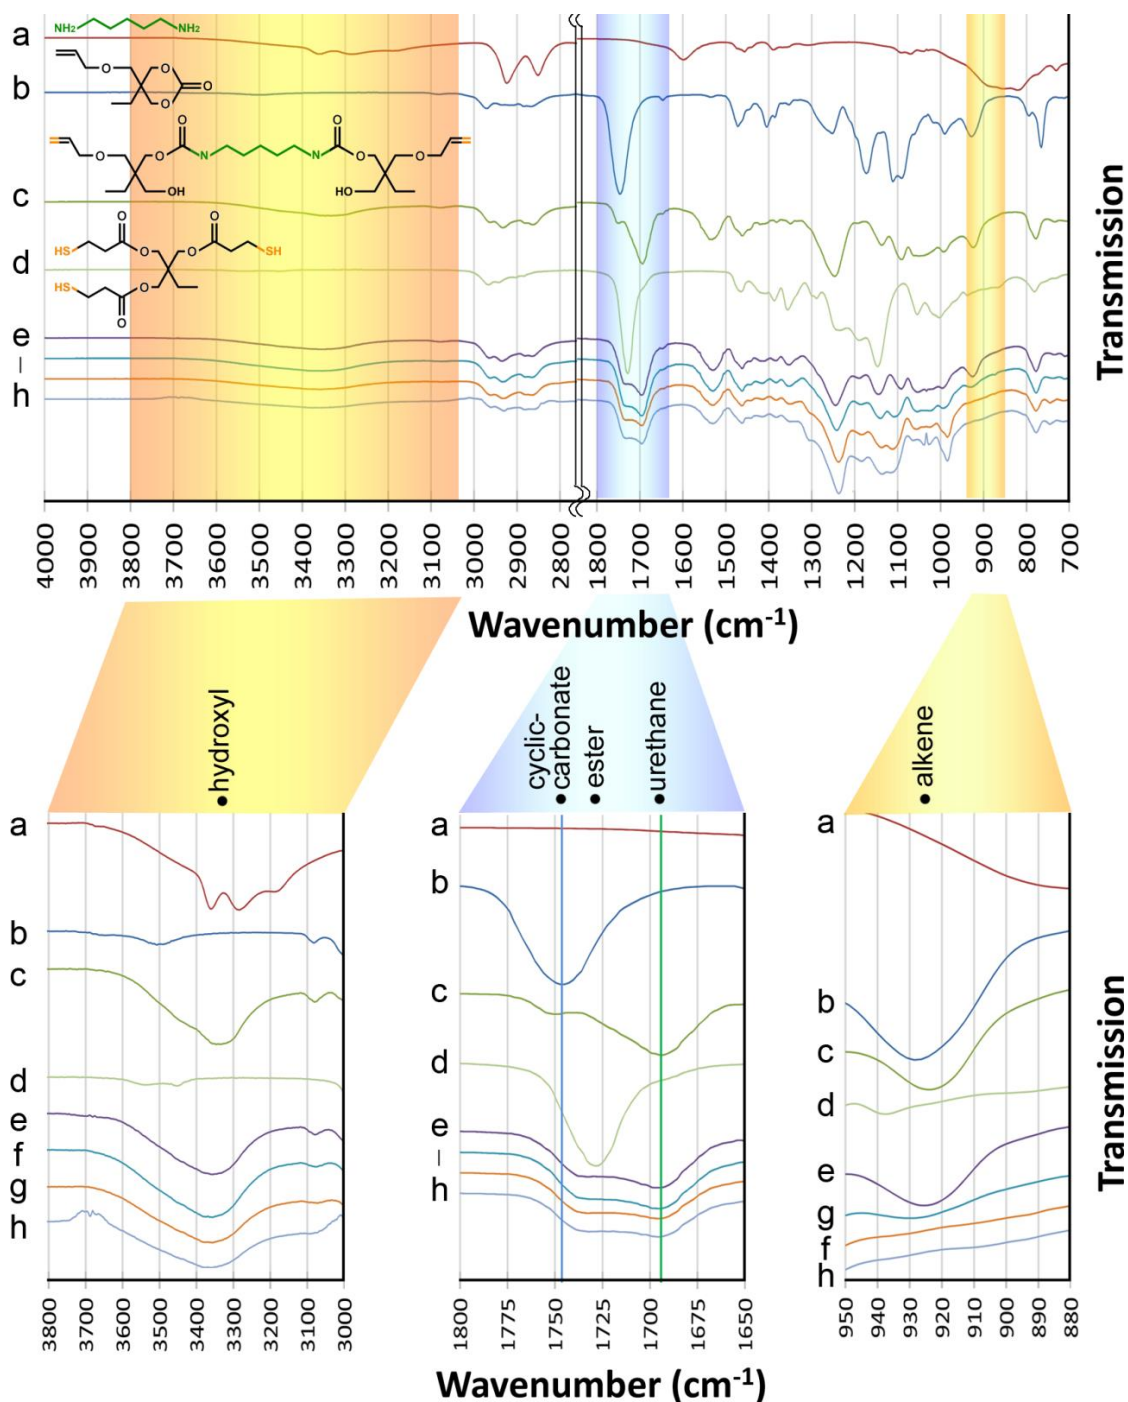 a
NH₂
NH₂
O
O
O
O
b
O
O
O
O
N
N
O
O
OH
HO
c
O
O
HS
O
O
SH
d
HS
O
O
e
–
h
4000
3900
3800
3700
3600
3500
3400
3300
3200
3100
3000
2900
2800
1800
1700
1600
1500
1400
1300
1200
1100
1000
900
800
700
Transmission
Wavenumber (cm⁻¹)
•hydroxyl
cyclic-
•carbonate
•ester
•urethane
•alkene
a
b
c
d
e
f
g
h
3800
3700
3600
3500
3400
3300
3200
3100
3000
a
b
c
d
e
–
h
1800
1775
1750
1725
1700
1675
1650
a
b
c
d
e
g
f
h
950
940
930
920
910
900
890
880
Transmission
Wavenumber (cm⁻¹)